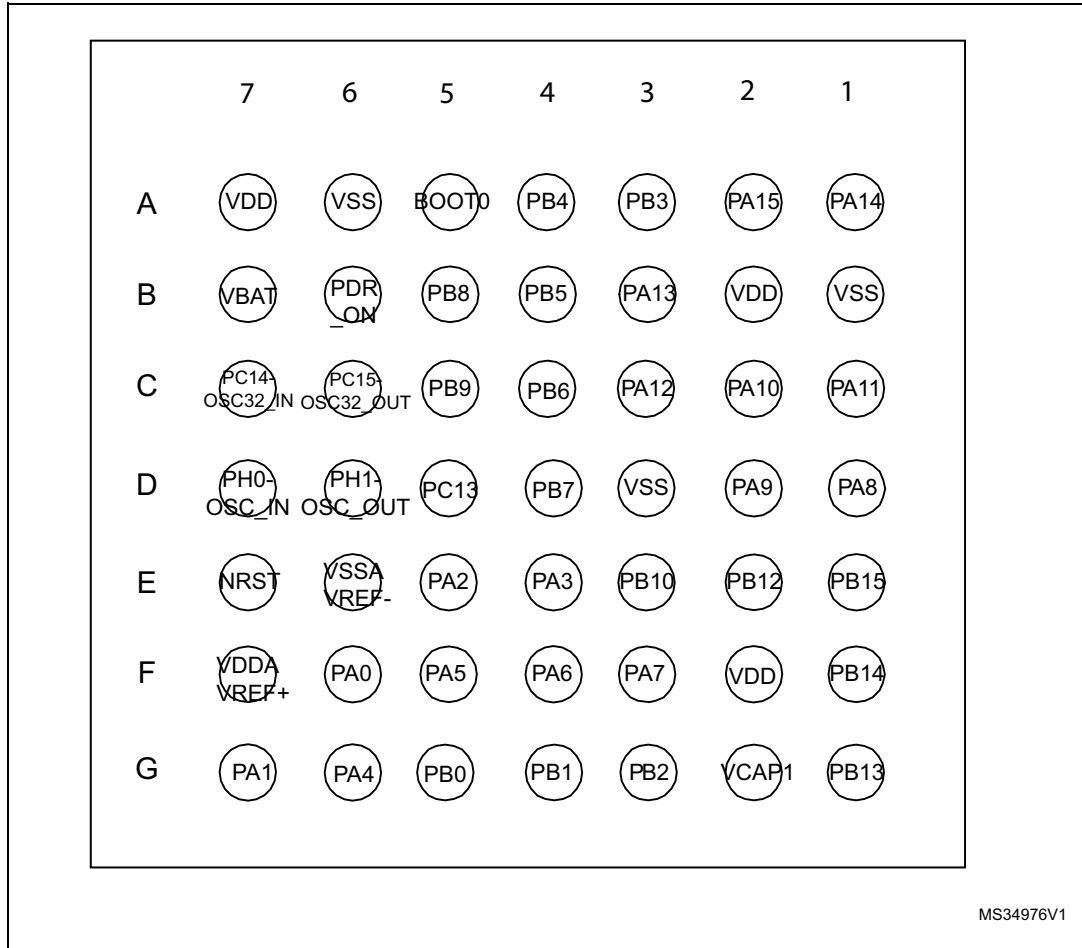 7 6 5 4 3 2 1
A VDD VSS BOOT0 PB4 PB3 PA15 PA14
B VBAT PDR _ON PB8 PB5 PA13 VDD VSS
C PC14- OSC32_IN PC15- OSC32_OUT PB9 PB6 PA12 PA10 PA11
D PH0- OSC_IN PH1- OSC_OUT PC13 PB7 VSS PA9 PA8
E NRST VSSA VREF- PA2 PA3 PB10 PB12 PB15
F VDDA VREF+ PA0 PA5 PA6 PA7 VDD PB14
G PA1 PA4 PB0 PB1 PB2 VCAP1 PB13
MS34976V1